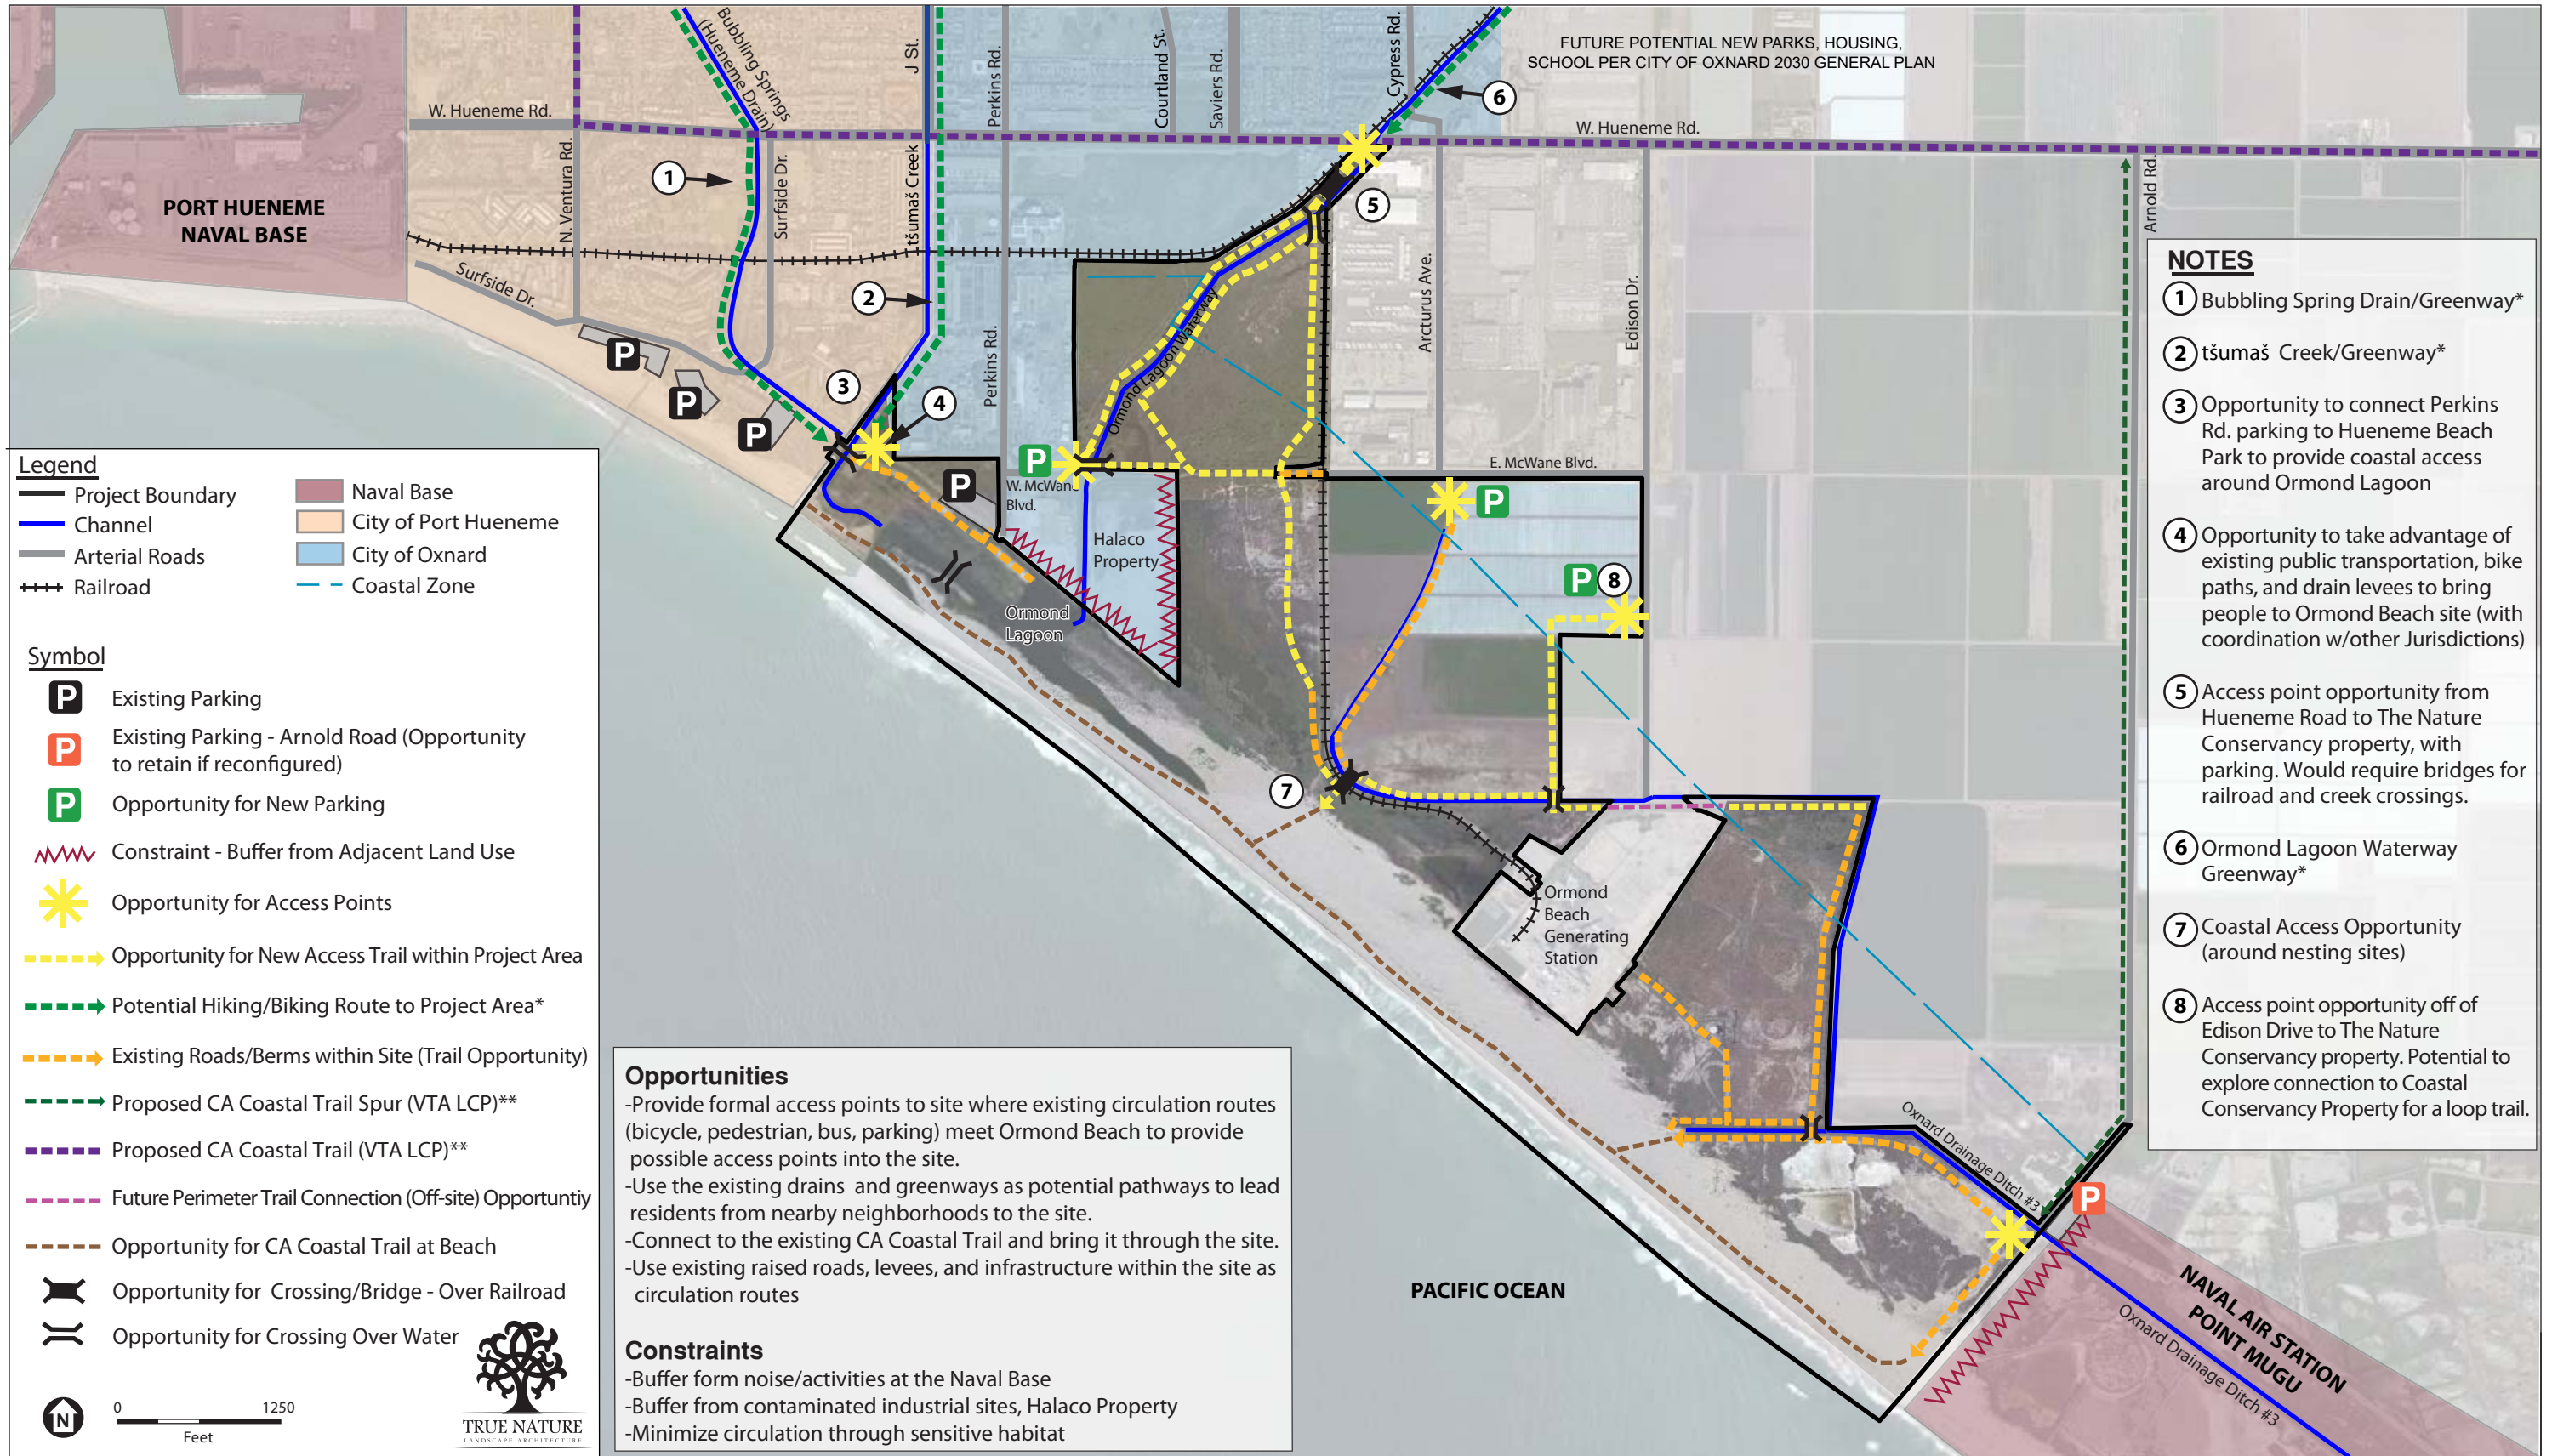 FUTURE POTENTIAL NEW PARKS, HOUSING,
SCHOOL PER CITY OF OXNARD 2030 GENERAL PLAN
Bubbling Springs
(Hueneme Drain)
J St.
Perkins Rd.
Courtland St.
Saviers Rd.
Cypress Rd.
6
W. Hueneme Rd.
W. Hueneme Rd.
PORT HUENEME
NAVAL BASE
N. Ventura Rd.
1
Surfside Dr.
tšumaš Creek
5
Arnold Rd.
Surfside Dr.
2
Perkins Rd.
Ormond Lagoon Waterway
Arcturus Ave.
Edison Dr.
P
P
P
3
4
P
P
W. McWane
Blvd.
E. McWane Blvd.
P
P
8
Halaco
Property
Ormond
Lagoon
7
Ormond
Beach
Generating
Station
Oxnard Drainage Ditch #3
P
PACIFIC OCEAN
NAVAL AIR STATION
POINT MUGU
Oxnard Drainage Ditch #3
NOTES
1 Bubbling Spring Drain/Greenway*
2 tšumaš Creek/Greenway*
3 Opportunity to connect Perkins
Rd. parking to Hueneme Beach
Park to provide coastal access
around Ormond Lagoon
4 Opportunity to take advantage of
existing public transportation, bike
paths, and drain levees to bring
people to Ormond Beach site (with
coordination w/other Jurisdictions)
5 Access point opportunity from
Hueneme Road to The Nature
Conservancy property, with
parking. Would require bridges for
railroad and creek crossings.
6 Ormond Lagoon Waterway
Greenway*
7 Coastal Access Opportunity
(around nesting sites)
8 Access point opportunity off of
Edison Drive to The Nature
Conservancy property. Potential to
explore connection to Coastal
Conservancy Property for a loop trail.
Legend
Project Boundary
Channel
Arterial Roads
Railroad
Naval Base
City of Port Hueneme
City of Oxnard
Coastal Zone
Symbol
P Existing Parking
P Existing Parking - Arnold Road (Opportunity
to retain if reconfigured)
P Opportunity for New Parking
Constraint - Buffer from Adjacent Land Use
Opportunity for Access Points
Opportunity for New Access Trail within Project Area
Potential Hiking/Biking Route to Project Area*
Existing Roads/Berms within Site (Trail Opportunity)
Proposed CA Coastal Trail Spur (VTA LCP)**
Proposed CA Coastal Trail (VTA LCP)**
Future Perimeter Trail Connection (Off-site) Opportuntiy
Opportunity for CA Coastal Trail at Beach
Opportunity for Crossing/Bridge - Over Railroad
Opportunity for Crossing Over Water
N
0 1250
Feet
TRUE NATURE
LANDSCAPE ARCHITECTURE
Opportunities
-Provide formal access points to site where existing circulation routes
(bicycle, pedestrian, bus, parking) meet Ormond Beach to provide
possible access points into the site.
-Use the existing drains and greenways as potential pathways to lead
residents from nearby neighborhoods to the site.
-Connect to the existing CA Coastal Trail and bring it through the site.
-Use existing raised roads, levees, and infrastructure within the site as
circulation routes
Constraints
-Buffer form noise/activities at the Naval Base
-Buffer from contaminated industrial sites, Halaco Property
-Minimize circulation through sensitive habitat